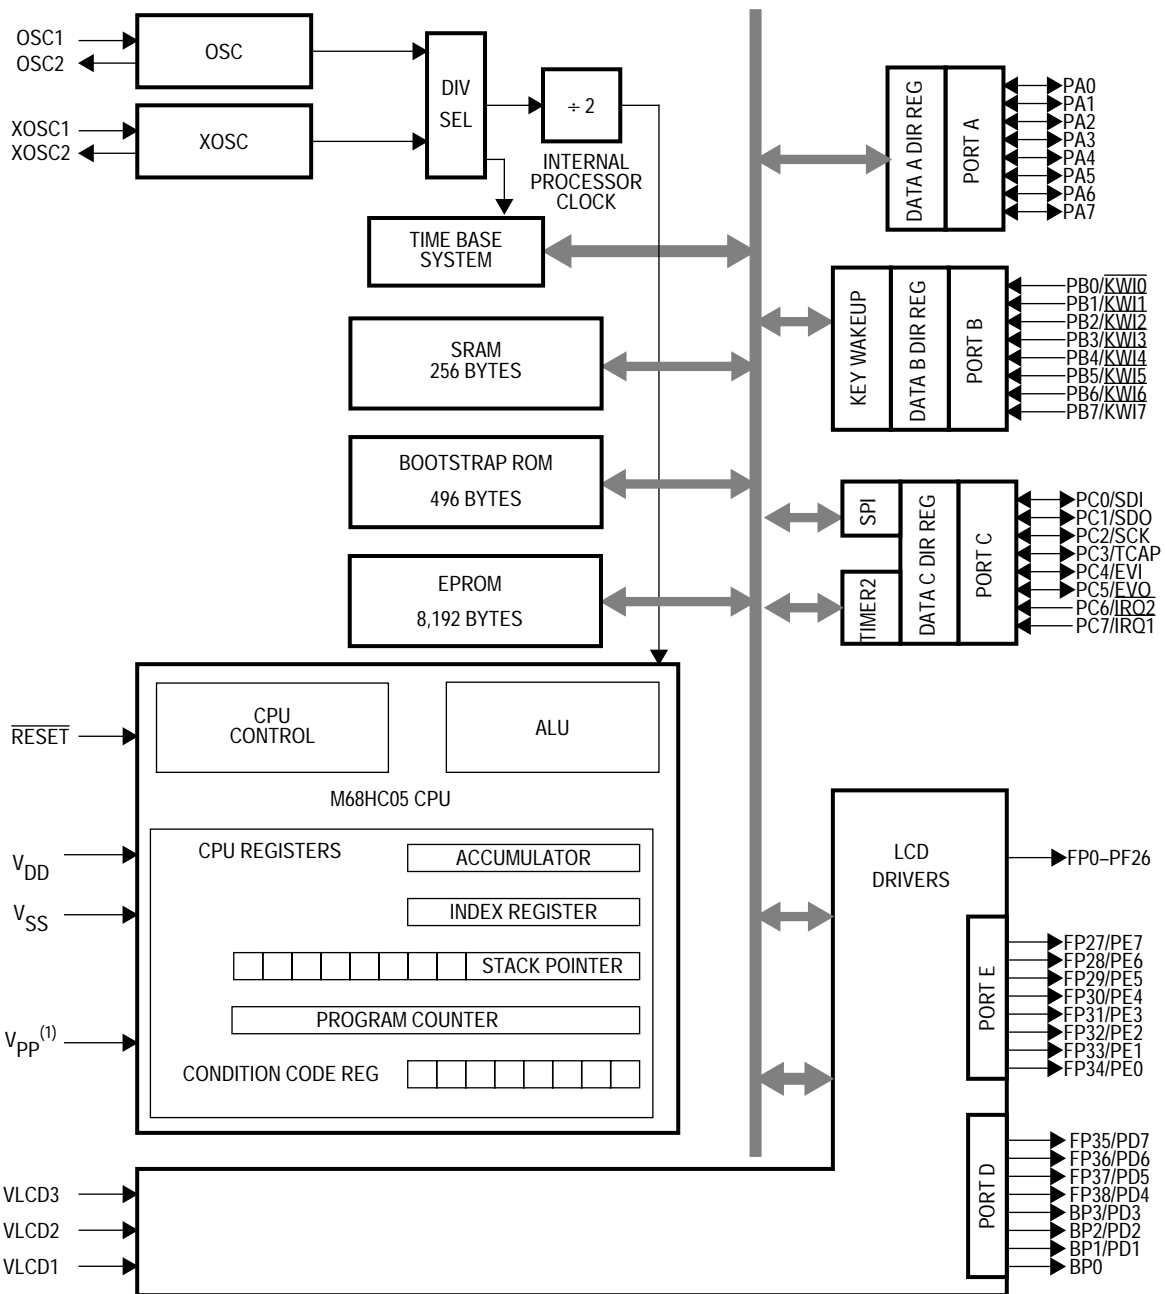 OSC1
OSC2
OSC
XOSC1
XOSC2
XOSC
DIV
SEL
÷ 2
INTERNAL
PROCESSOR
CLOCK
TIME BASE
SYSTEM
SRAM
256 BYTES
BOOTSTRAP ROM
496 BYTES
EPROM
8,192 BYTES
DATA A DIR REG
PORT A
PA0
PA1
PA2
PA3
PA4
PA5
PA6
PA7
KEY WAKEUP
DATA B DIR REG
PORT B
PB0/KWI0
PB1/KWI1
PB2/KWI2
PB3/KWI3
PB4/KWI4
PB5/KWI5
PB6/KWI6
PB7/KWI7
SPI
TIMER2
DATA C DIR REG
PORT C
PC0/SDI
PC1/SDO
PC2/SCK
PC3/TCAP
PC4/EVI
PC5/EVO
PC6/IRQ2
PC7/IRQ1
RESET
VDD
VSS
VPP(1)
CPU
CONTROL
ALU
M68HC05 CPU
CPU REGISTERS
ACCUMULATOR
INDEX REGISTER
STACK POINTER
PROGRAM COUNTER
CONDITION CODE REG
LCD
DRIVERS
FP0–PF26
PORT E
FP27/PE7
FP28/PE6
FP29/PE5
FP30/PE4
FP31/PE3
FP32/PE2
FP33/PE1
FP34/PE0
PORT D
FP35/PD7
FP36/PD6
FP37/PD5
FP38/PD4
BP3/PD3
BP2/PD2
BP1/PD1
BP0
VLCD3
VLCD2
VLCD1